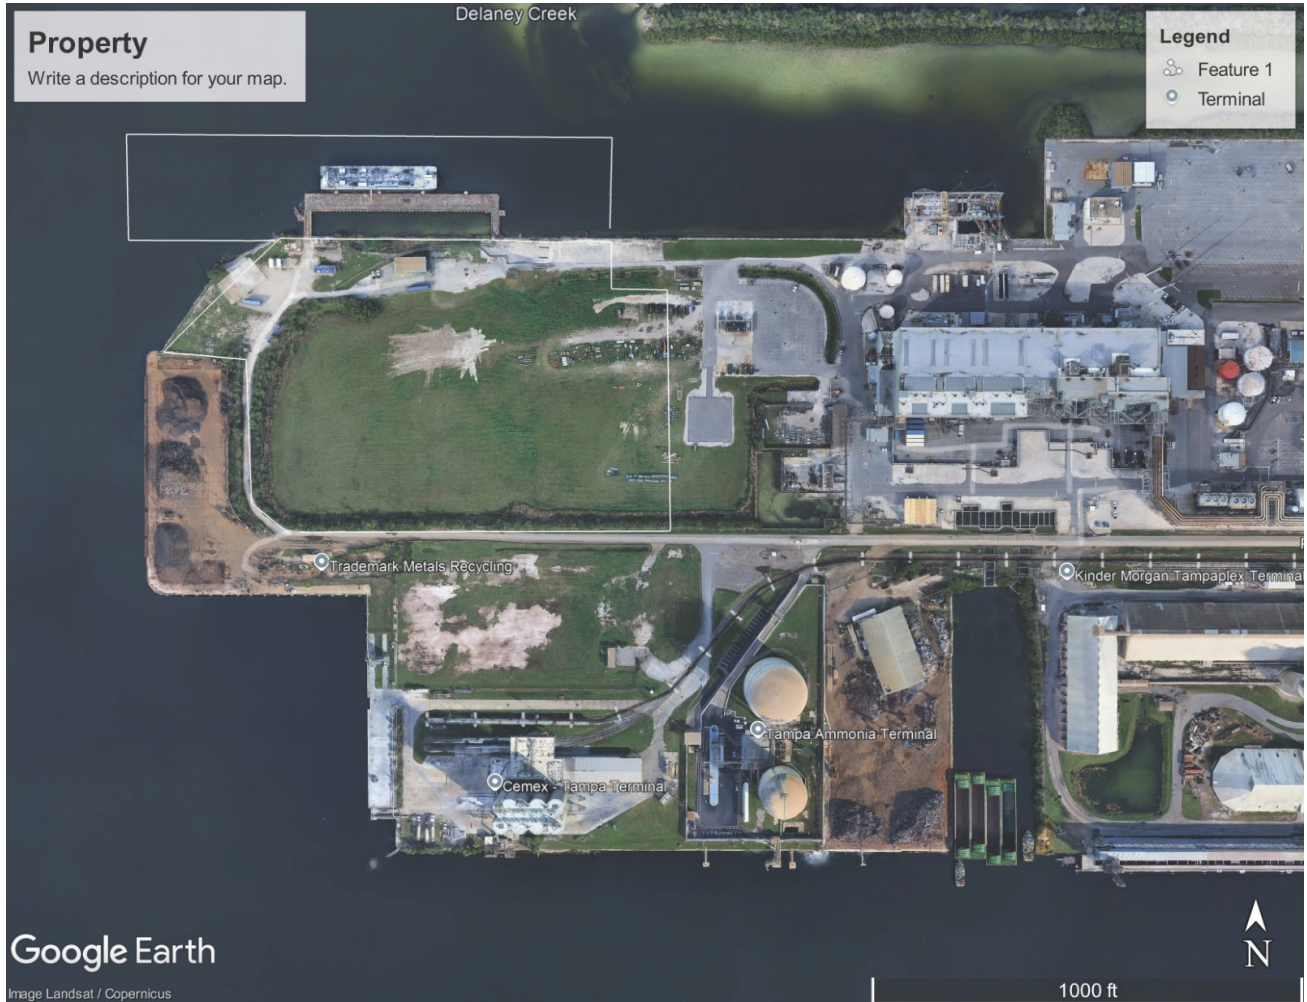 Delaney Creek
Property
Write a description for your map.
Legend
Feature 1
Terminal
Trademark Metals Recycling
Kinder Morgan Tampaplex Terminal
Tampa Ammonia Terminal
Cemex - Tampa Terminal
Google Earth
Image Landsat / Copernicus
N
1000 ft